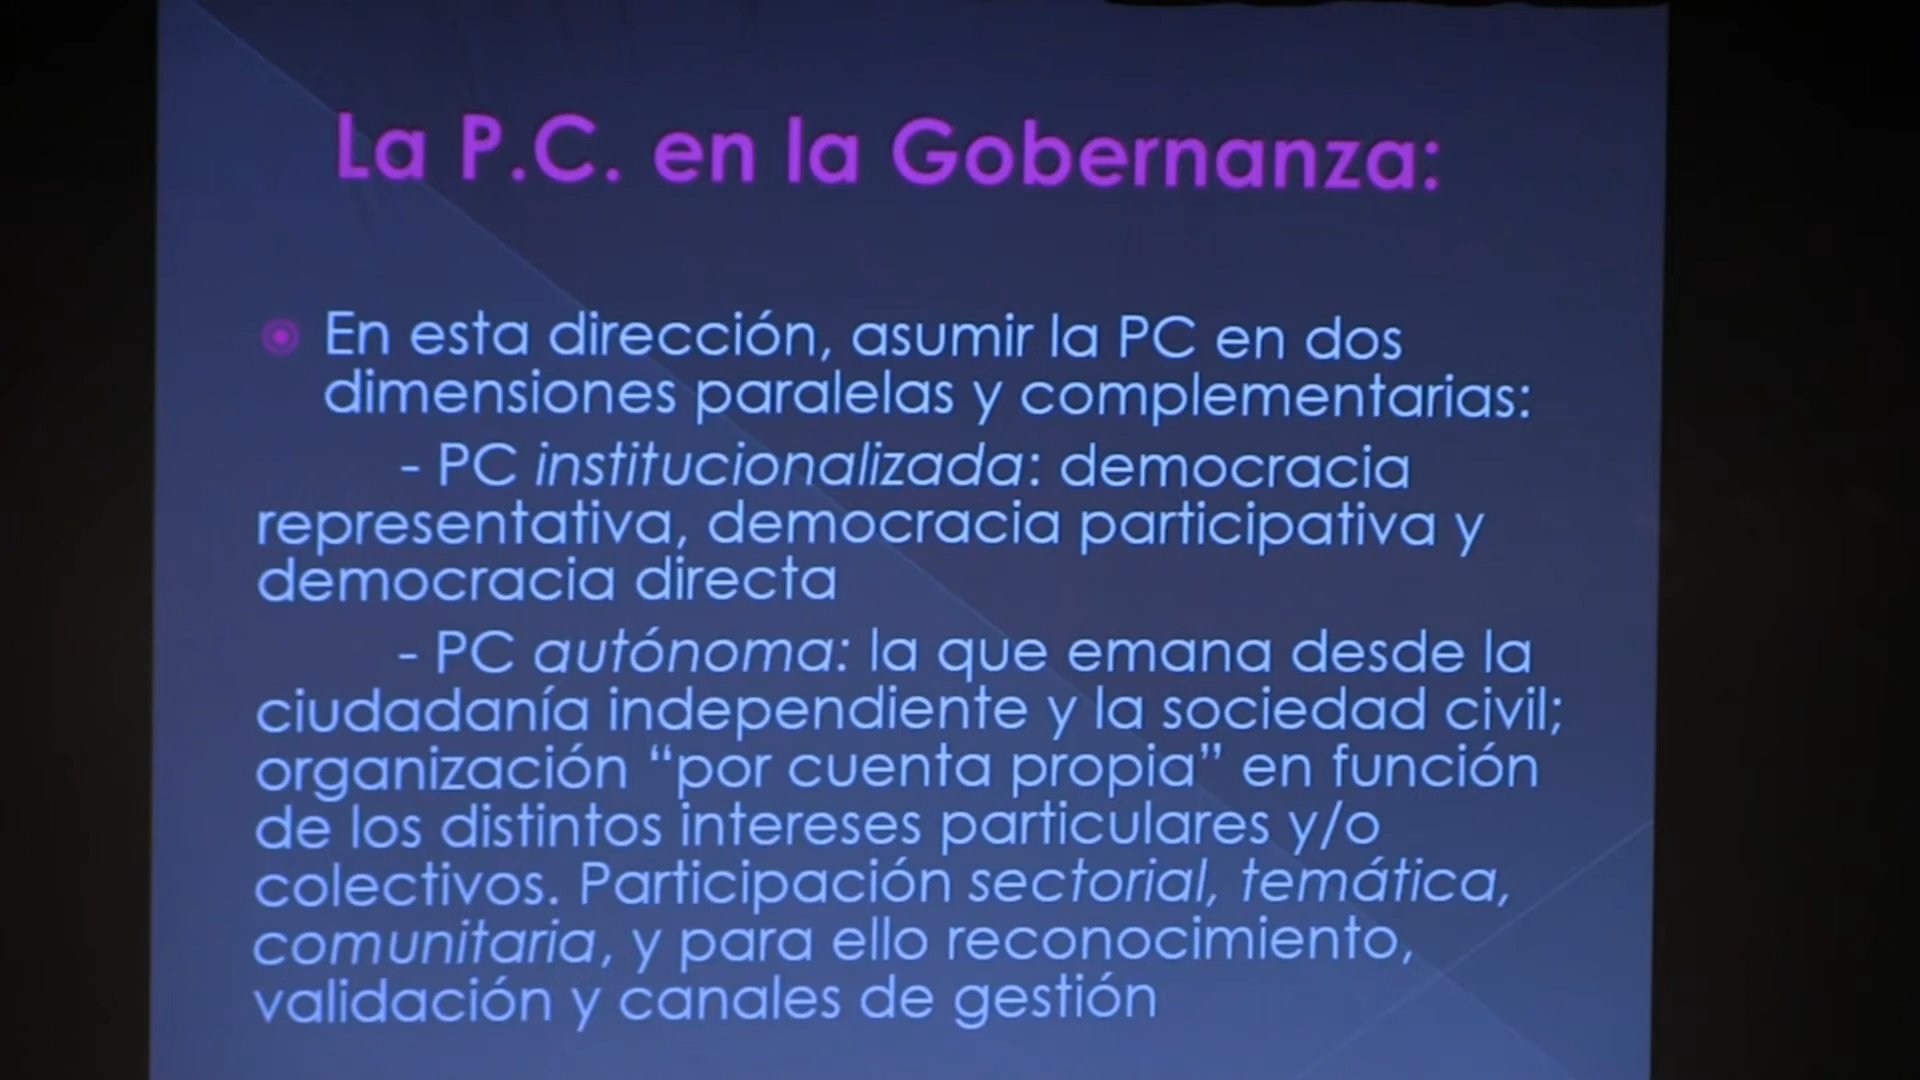 La P.C. en la Gobernanza:
En esta dirección, asumir la PC en dos
dimensiones paralelas y complementarias:
- PC institucionalizada: democracia
representativa, democracia participativa y
democracia directa
- PC autónoma: la que emana desde la
ciudadanía independiente y la sociedad civil;
organización “por cuenta propia” en función
de los distintos intereses particulares y/o
colectivos. Participación sectorial, temática,
comunitaria, y para ello reconocimiento,
validación y canales de gestión